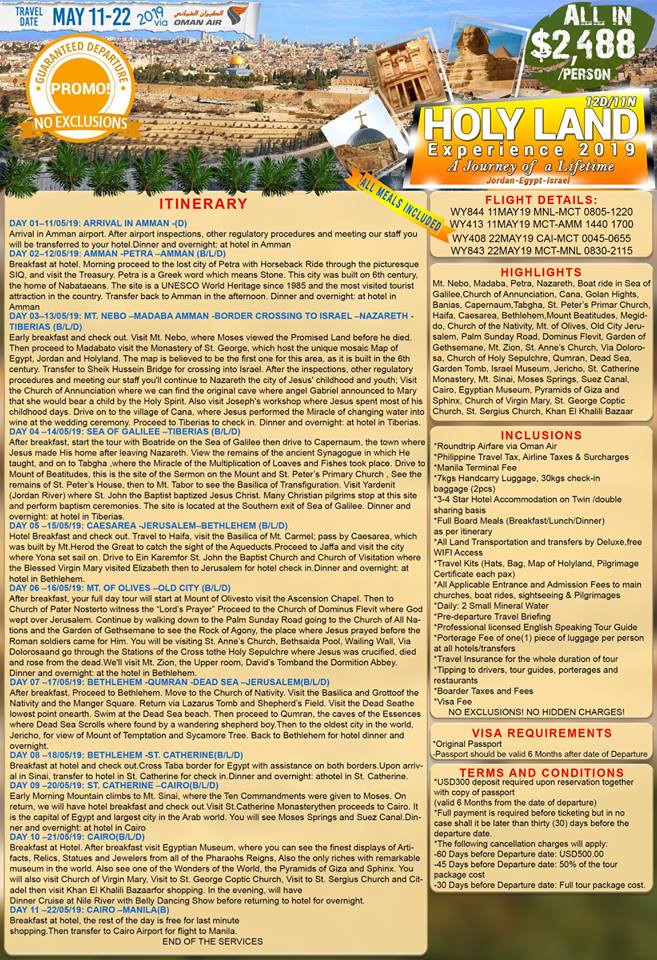 TRAVEL
DATE
MAY 11-22 2019
via
الطيران العماني
OMAN AIR
ALL IN
$2,488
/PERSON
GUARANTEED DEPARTURE
PROMO!
NO EXCLUSIONS
12D/11N
HOLY LAND
Experience 2019
A Journey of a Lifetime
Jordan-Egypt-Israel
ALL MEALS INCLUDED
ITINERARY
DAY 01–11/05/19: ARRIVAL IN AMMAN -(D)
Arrival in Amman airport. After airport inspections, other regulatory procedures and meeting our staff you
will be transferred to your hotel.Dinner and overnight: at hotel in Amman
DAY 02–12/05/19: AMMAN -PETRA –AMMAN (B/L/D)
Breakfast at hotel. Morning proceed to the lost city of Petra with Horseback Ride through the picturesque
SIQ, and visit the Treasury. Petra is a Greek word which means Stone. This city was built on 6th century,
the home of Nabataeans. The site is a UNESCO World Heritage since 1985 and the most visited tourist
attraction in the country. Transfer back to Amman in the afternoon. Dinner and overnight: at hotel in
Amman
DAY 03–13/05/19: MT. NEBO –MADABA AMMAN -BORDER CROSSING TO ISRAEL –NAZARETH -
TIBERIAS (B/L/D)
Early breakfast and check out. Visit Mt. Nebo, where Moses viewed the Promised Land before he died.
Then proceed to Madabato visit the Monastery of St. George, which host the unique mosaic Map of
Egypt, Jordan and Holyland. The map is believed to be the first one for this area, as it is built in the 6th
century. Transfer to Sheik Hussein Bridge for crossing into Israel. After the inspections, other regulatory
procedures and meeting our staff you'll continue to Nazareth the city of Jesus' childhood and youth; Visit
the Church of Annunciation where we can find the original cave where angel Gabriel announced to Mary
that she would bear a child by the Holy Spirit. Also visit Joseph's workshop where Jesus spent most of his
childhood days. Drive on to the village of Cana, where Jesus performed the Miracle of changing water into
wine at the wedding ceremony. Proceed to Tiberias to check in. Dinner and overnight: at hotel in Tiberias.
DAY 04 –14/05/19: SEA OF GALILEE –TIBERIAS (B/L/D)
After breakfast, start the tour with Boatride on the Sea of Galilee then drive to Capernaum, the town where
Jesus made His home after leaving Nazareth. View the remains of the ancient Synagogue in which He
taught, and on to Tabgha ,where the Miracle of the Multiplication of Loaves and Fishes took place. Drive to
Mount of Beatitudes, this is the site of the Sermon on the Mount and St. Peter's Primary Church , See the
remains of St. Peter's House, then to Mt. Tabor to see the Basilica of Transfiguration. Visit Yardenit
(Jordan River) where St. John the Baptist baptized Jesus Christ. Many Christian pilgrims stop at this site
and perform baptism ceremonies. The site is located at the Southern exit of Sea of Galilee. Dinner and
overnight: at hotel in Tiberias.
DAY 05 –15/05/19: CAESAREA -JERUSALEM–BETHLEHEM (B/L/D)
Hotel Breakfast and check out. Travel to Haifa, visit the Basilica of Mt. Carmel; pass by Caesarea, which
was built by Mt.Herod the Great to catch the sight of the Aqueducts.Proceed to Jaffa and visit the city
where Yona set sail on. Drive to Ein Karemfor St. John the Baptist Church and Church of Visitation where
the Blessed Virgin Mary visited Elizabeth then to Jerusalem for hotel check in.Dinner and overnight: at
hotel in Bethlehem.
DAY 06 –16/05/19: MT. OF OLIVES –OLD CITY (B/L/D)
After breakfast, your full day tour will start at Mount of Olivesto visit the Ascension Chapel. Then to
Church of Pater Nosterto witness the "Lord's Prayer" Proceed to the Church of Dominus Flevit where God
wept over Jerusalem. Continue by walking down to the Palm Sunday Road going to the Church of All Na-
tions and the Garden of Gethsemane to see the Rock of Agony, the place where Jesus prayed before the
Roman soldiers came for Him. You will be visiting St. Anne's Church, Bethsaida Pool, Wailing Wall, Via
Dolorosaand go through the Stations of the Cross tothe Holy Sepulchre where Jesus was crucified, died
and rose from the dead.We'll visit Mt. Zion, the Upper room, David's Tomband the Dormition Abbey.
Dinner and overnight: at the hotel in Bethlehem.
DAY 07 –17/05/19: BETHLEHEM -QUMRAN -DEAD SEA –JERUSALEM(B/L/D)
After breakfast, Proceed to Bethlehem. Move to the Church of Nativity. Visit the Basilica and Grottoof the
Nativity and the Manger Square. Return via Lazarus Tomb and Shepherd's Field. Visit the Dead Seathe
lowest point onearth. Swim at the Dead Sea beach. Then proceed to Qumran, the caves of the Essences
where Dead Sea Scrolls where found by a wandering shepherd boy.Then to the oldest city in the world,
Jericho, for view of Mount of Temptation and Sycamore Tree. Back to Bethlehem for hotel dinner and
overnight.
DAY 08 –18/05/19: BETHLEHEM -ST. CATHERINE(B/L/D)
Breakfast at hotel and check out.Cross Taba border for Egypt with assistance on both borders.Upon arriv-
al in Sinai, transfer to hotel in St. Catherine for check in.Dinner and overnight: athotel in St. Catherine.
DAY 09 –20/05/19: ST. CATHERINE –CAIRO(B/L/D)
Early Morning Mountain climbs to Mt. Sinai, where the Ten Commandments were given to Moses. On
return, we will have hotel breakfast and check out.Visit St.Catherine Monasterythen proceeds to Cairo. It
is the capital of Egypt and largest city in the Arab world. You will see Moses Springs and Suez Canal.Din-
ner and overnight: at hotel in Cairo
DAY 10 –21/05/19: CAIRO(B/L/D)
Breakfast at Hotel. After breakfast visit Egyptian Museum, where you can see the finest displays of Arti-
facts, Relics, Statues and Jewelers from all of the Pharaohs Reigns, Also the only riches with remarkable
museum in the world. Also see one of the Wonders of the World, the Pyramids of Giza and Sphinx. You
will also visit Church of Virgin Mary, Visit to St. George Coptic Church, Visit to St. Sergius Church and Cit-
adel then visit Khan El Khalili Bazaarfor shopping. In the evening, will have
Dinner Cruise at Nile River with Belly Dancing Show before returning to hotel for overnight.
DAY 11 –22/05/19: CAIRO –MANILA(B)
Breakfast at hotel, the rest of the day is free for last minute
shopping.Then transfer to Cairo Airport for flight to Manila.
END OF THE SERVICES
FLIGHT DETAILS:
WY844 11MAY19 MNL-MCT 0805-1220
WY413 11MAY19 MCT-AMM 1440 1700
WY408 22MAY19 CAI-MCT 0045-0655
WY843 22MAY19 MCT-MNL 0830-2115
HIGHLIGHTS
Mt. Nebo, Madaba, Petra, Nazareth, Boat ride in Sea of
Galilee,Church of Annunciation, Cana, Golan Hights,
Banias, Capernaum,Tabgha, St. Peter's Primar Church,
Haifa, Caesarea, Bethlehem,Mount Beatitudes, Megid-
do, Church of the Nativity, Mt. of Olives, Old City Jeru-
salem, Palm Sunday Road, Dominus Flevit, Garden of
Gethsemane, Mt. Zion, St. Anne's Church, Via Doloro-
sa, Church of Holy Sepulchre, Qumran, Dead Sea,
Garden Tomb, Israel Museum, Jericho, St. Catherine
Monastery, Mt. Sinai, Moses Springs, Suez Canal,
Cairo, Egyptian Museum, Pyramids of Giza and
Sphinx, Church of Virgin Mary, St. George Coptic
Church, St. Sergius Church, Khan El Khalili Bazaar
INCLUSIONS
*Roundtrip Airfare via Oman Air
*Philippine Travel Tax, Airline Taxes & Surcharges
*Manila Terminal Fee
*7kgs Handcarry Luggage, 30kgs check-in
baggage (2pcs)
*3-4 Star Hotel Accommodation on Twin /double
sharing basis
*Full Board Meals (Breakfast/Lunch/Dinner)
as per itinerary
*All Land Transportation and transfers by Deluxe,free
WIFI Access
*Travel Kits (Hats, Bag, Map of Holyland, Pilgrimage
Certificate each pax)
*All Applicable Entrance and Admission Fees to main
churches, boat rides, sightseeing & Pilgrimages
*Daily: 2 Small Mineral Water
*Pre-departure Travel Briefing
*Professional licensed English Speaking Tour Guide
*Porterage Fee of one(1) piece of luggage per person
at all hotels/transfers
*Travel Insurance for the whole duration of tour
*Tipping to drivers, tour guides, porterages and
restaurants
*Boarder Taxes and Fees
*Visa Fee
NO EXCLUSIONS! NO HIDDEN CHARGES!
VISA REQUIREMENTS
*Original Passport
-Passport should be valid 6 Months after date of Departure
TERMS AND CONDITIONS
*USD300 deposit required upon reservation together
with copy of passport
(valid 6 Months from the date of departure)
*Full payment is required before ticketing but in no
case shall it be later than thirty (30) days before the
departure date.
*The following cancellation charges will apply:
-60 Days before Departure date: USD500.00
-45 Days before Departure date: 50% of the tour
package cost
-30 Days before Departure date: Full tour package cost.